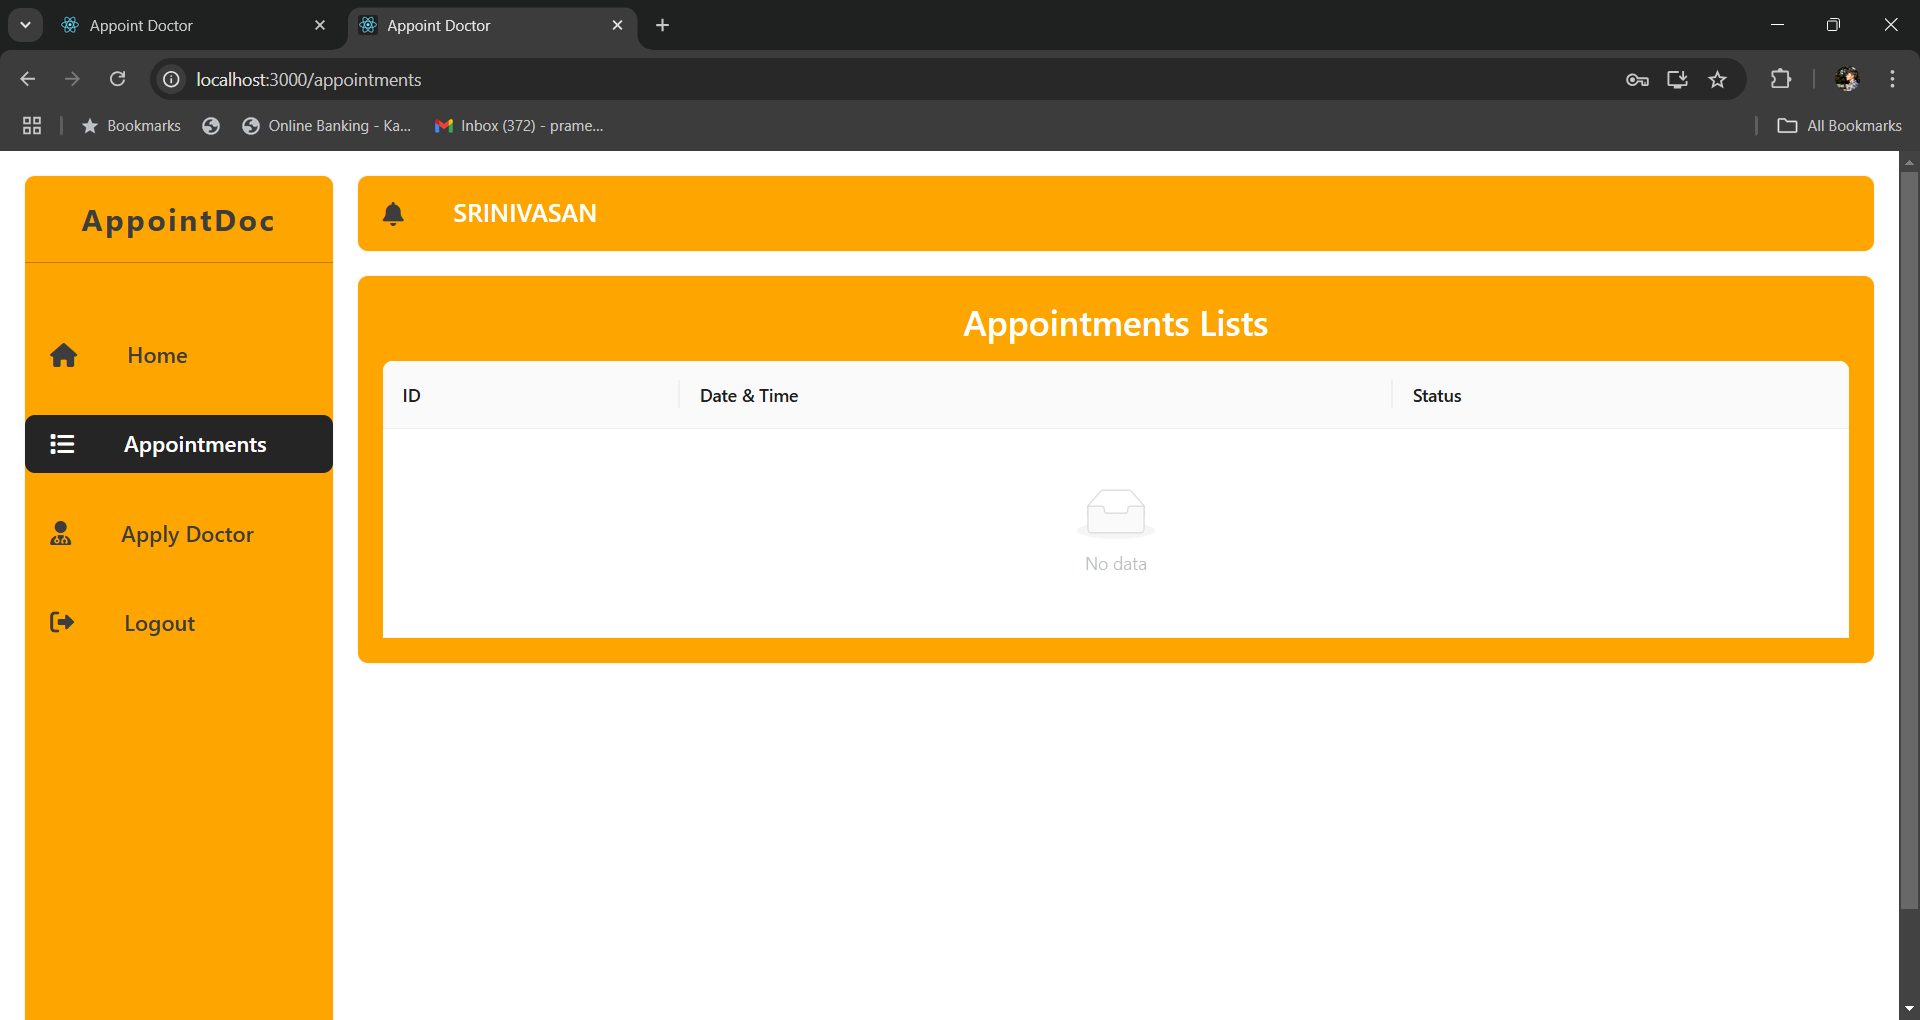 Appoint Doctor
Appoint Doctor
localhost:3000/appointments
Bookmarks
Online Banking - Ka...
Inbox (372) - prame...
All Bookmarks
AppointDoc
SRINIVASAN
Home
Appointments
Apply Doctor
Logout
Appointments Lists
ID Date & Time Status
No data